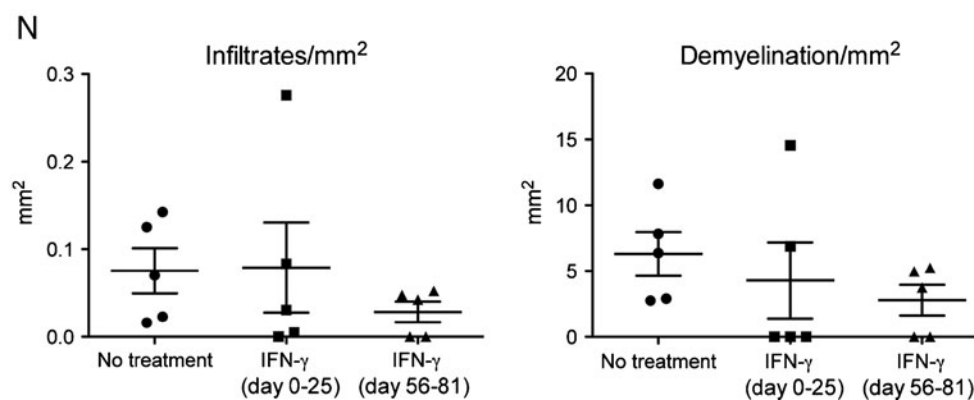 N
Infiltrates/mm²
0.3
0.2
0.1
0.0
mm²
No treatment
IFN-γ
(day 0-25)
IFN-γ
(day 56-81)
Demyelination/mm²
20
15
10
5
0
mm²
No treatment
IFN-γ
(day 0-25)
IFN-γ
(day 56-81)